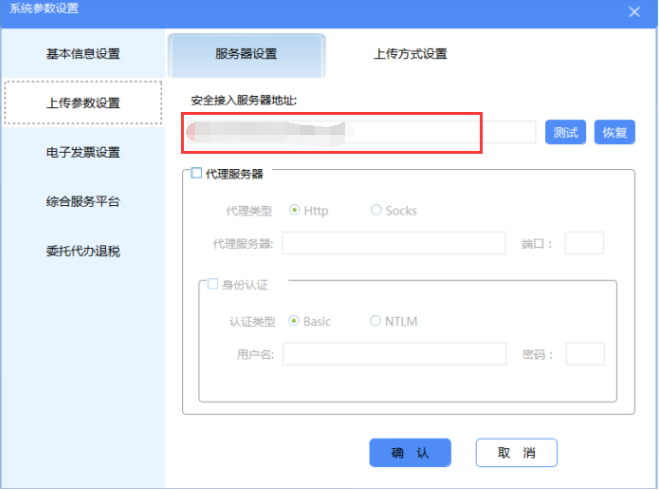 系统参数设置
基本信息设置
服务器设置
上传方式设置
上传参数设置
安全接入服务器地址:
测试
恢复
电子发票设置
代理服务器
综合服务平台
代理类型
Http
Socks
代理服务器:
端口:
委托代办退税
身份认证
认证类型
Basic
NTLM
用户名:
密码:
确 认
取 消